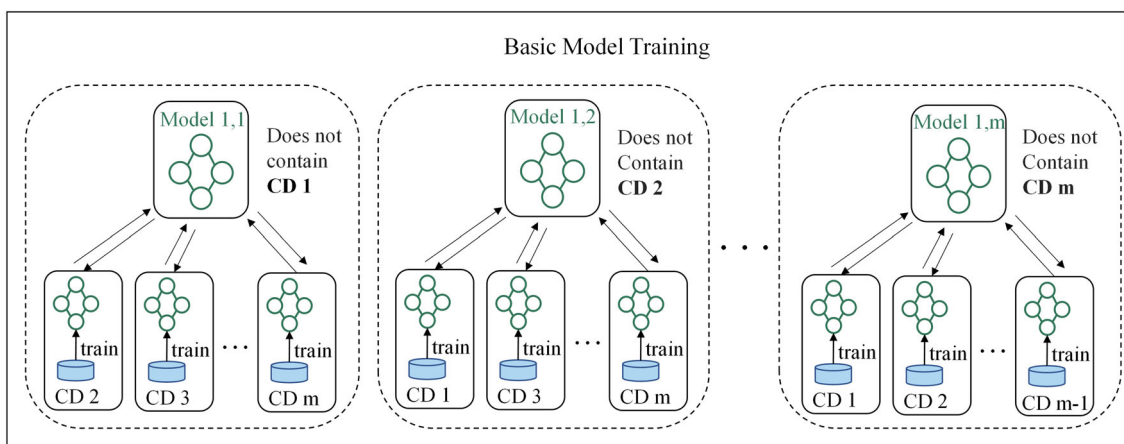 Basic Model Training
Model 1,1
Does not
contain
CD 1
train
train
...
train
CD 2
CD 3
CD m
Model 1,2
Does not
Contain
CD 2
train
train
...
train
CD 1
CD 3
CD m
...
Model 1,m
Does not
Contain
CD m
train
train
...
train
CD 1
CD 2
CD m-1